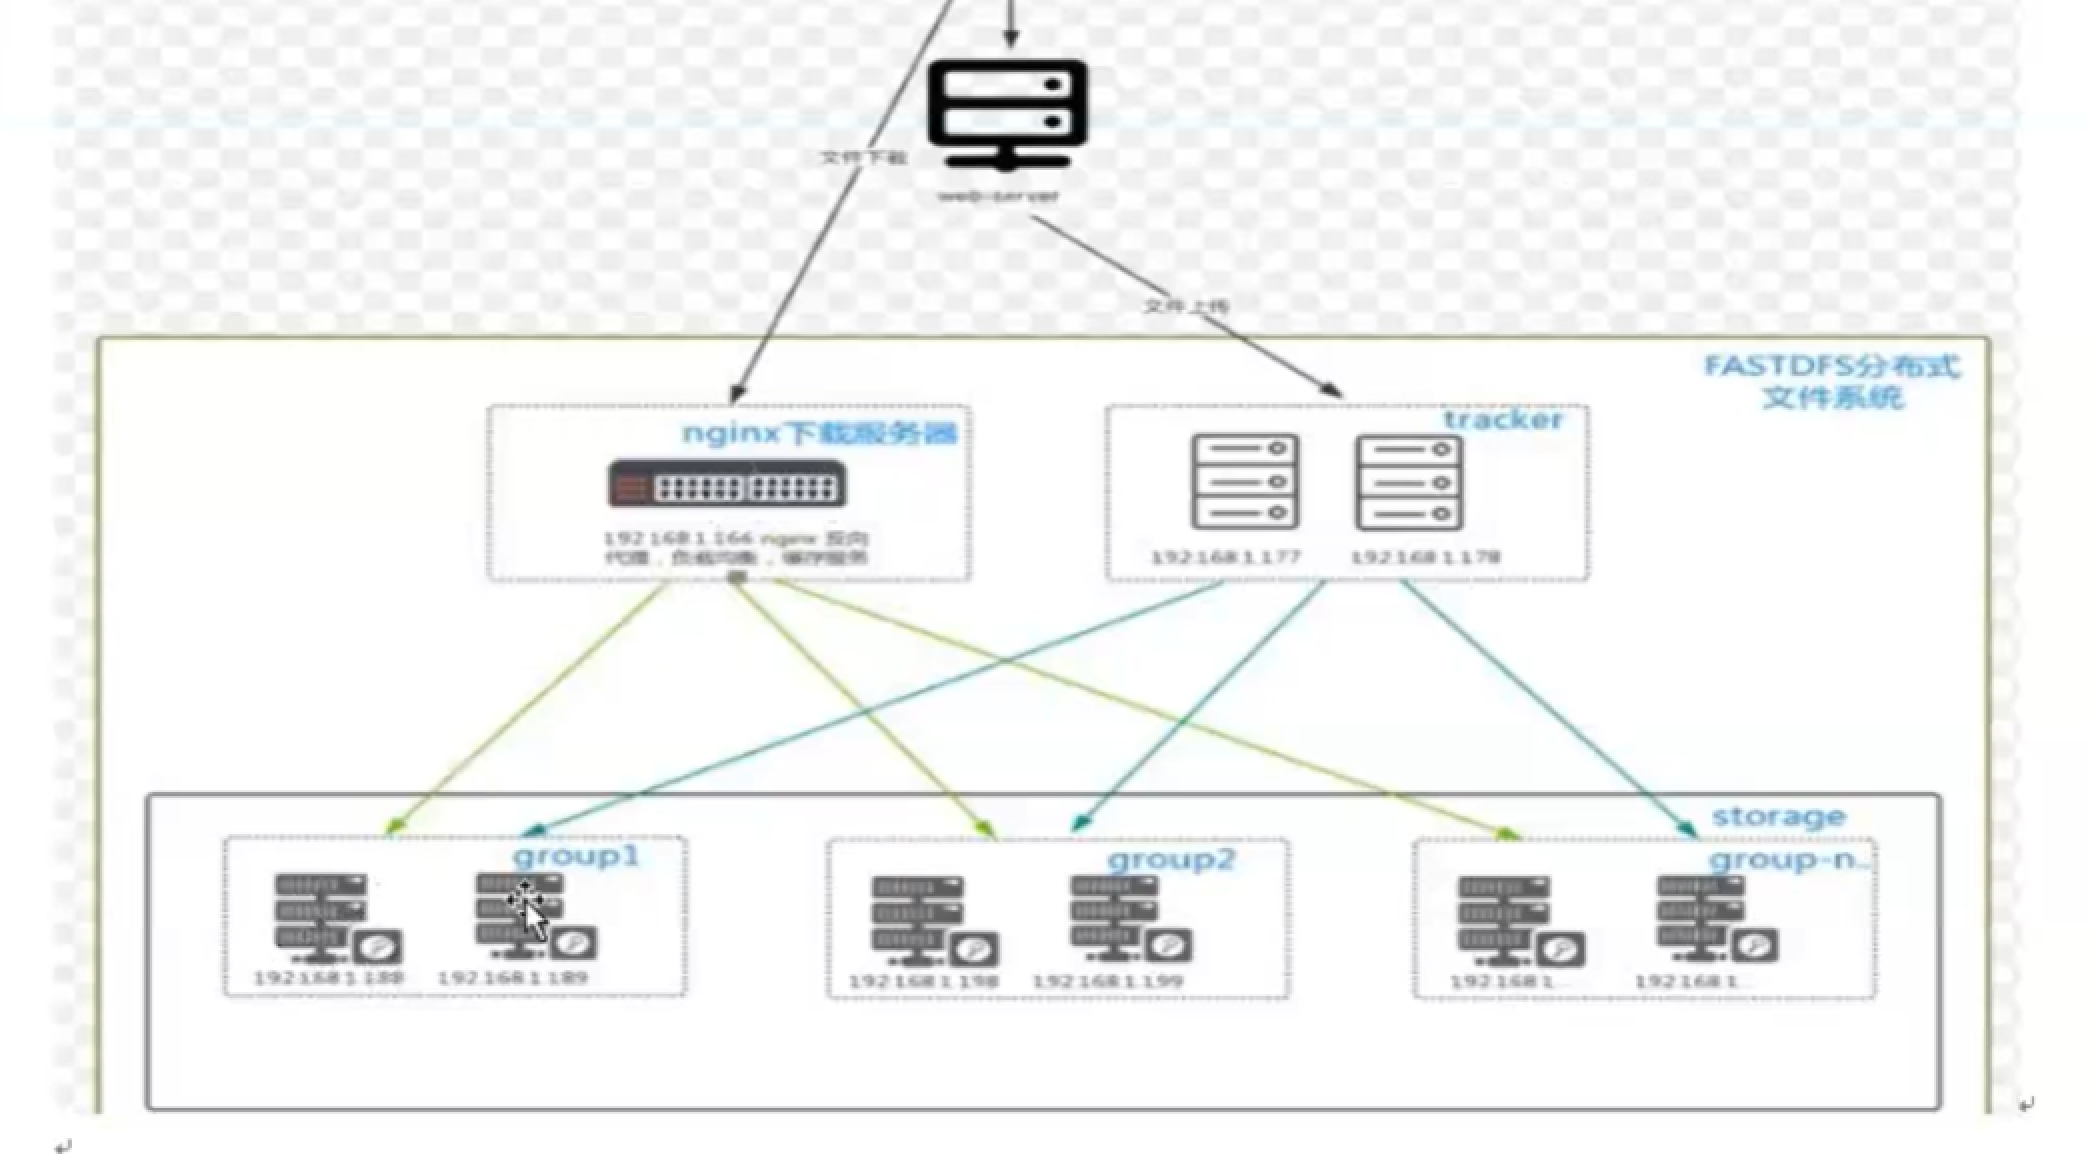 文件下载
web-server
文件上传
FASTDFS分布式
文件系统
nginx下载服务器
192.168.1.166 nginx 反向
代理，负载均衡，缓存服务
tracker
192.168.1.177
192.168.1.178
storage
group1
192.168.1.188
192.168.1.189
group2
192.168.1.198
192.168.1.199
group-n..
192.168.1...
192.168.1...